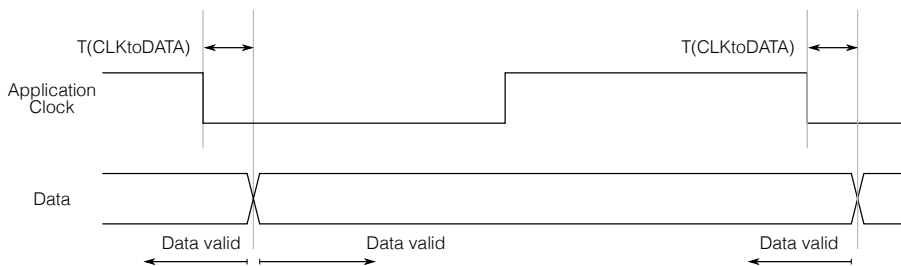 T(CLKtoDATA) T(CLKtoDATA)
Application
Clock
Data
Data valid Data valid Data valid